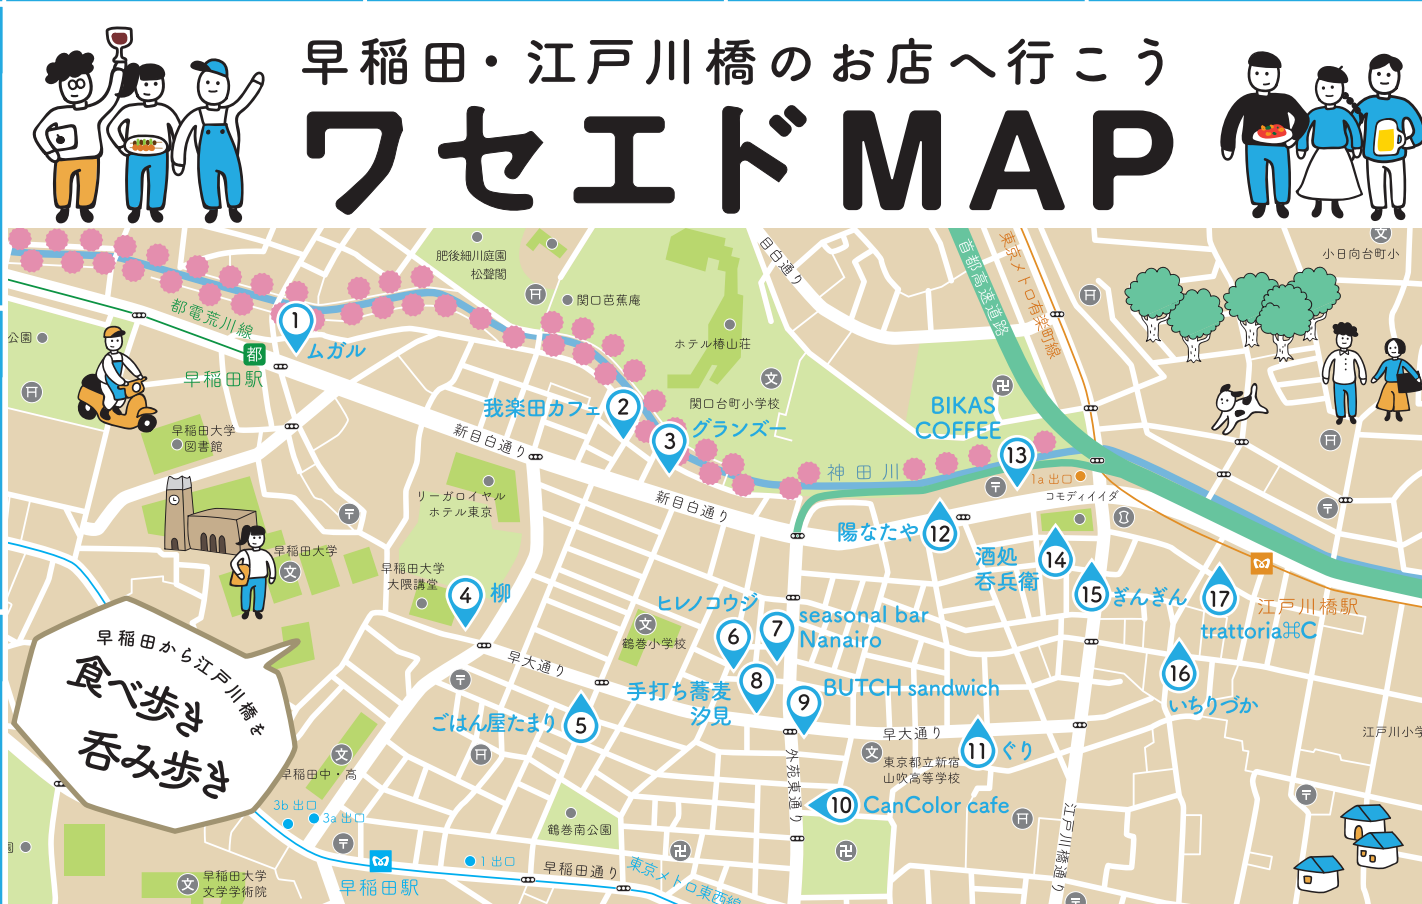 早稲田・江戸川橋のお店へ行こう
ワセエドMAP
肥後細川庭園
松聲閣
関口芭蕉庵
目白通り
首都高速道路
東京メトロ有楽町線
文
小日向台町小
都電荒川線
1
ムガル
公園
都
早稲田駅
ホテル椿山荘
文
関口台町小学校
我楽田カフェ
2
3
グランズー
BIKAS
COFFEE
13
卍
早稲田大学
図書館
新目白通り
神田川
1a 出口
コモディイイダ
〒
リーガロイヤル
ホテル東京
新目白通り
陽なたや
12
〒
〒
早稲田大学
文
酒処
呑兵衛
14
15
ぎんぎん
17
江戸川橋駅
trattoria⌘C
早稲田大学
大隈講堂
4
柳
ヒレノコウジ
6
7
seasonal bar
Nanairo
文
鶴巻小学校
早稲田から江戸川橋を
食べ歩き
呑み歩き
早大通り
〒
8
手打ち蕎麦
汐見
9
BUTCH sandwich
16
いちりづか
ごはん屋たまり
5
早大通り
11
ぐり
江戸川小学
文
早稲田中・高
文
東京都立新宿
山吹高等学校
外苑東通り
10
CanColor cafe
〒
3b 出口
3a 出口
〒
鶴巻南公園
江戸川橋通り
卍
卍
園
早稲田駅
1 出口
早稲田通り
東京メトロ東西線
文
早稲田大学
文学学術院
〒